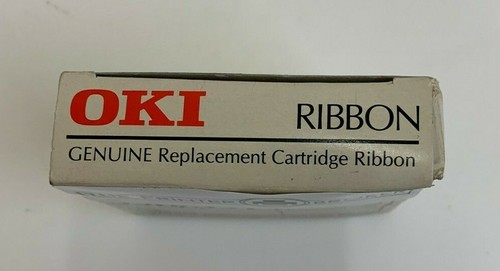 OKI RIBBON
GENUINE Replacement Cartridge Ribbon